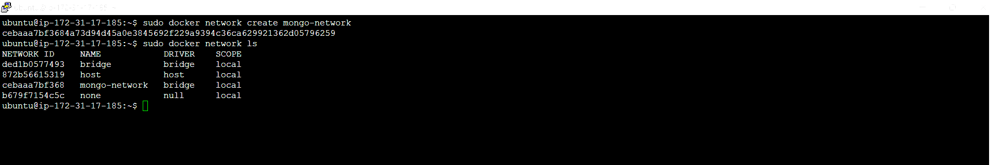 ubuntu@ip-172-31-17-185: ~
ubuntu@ip-172-31-17-185:~$ sudo docker network create mongo-network
cebaaa7bf3684a73d94d45a0e3845692f229a9394c36ca629921362d05796259
ubuntu@ip-172-31-17-185:~$ sudo docker network ls
NETWORK ID     NAME            DRIVER    SCOPE
ded1b0577493   bridge          bridge    local
872b56615319   host            host      local
cebaaa7bf368   mongo-network   bridge    local
b679f7154c5c   none            null      local
ubuntu@ip-172-31-17-185:~$